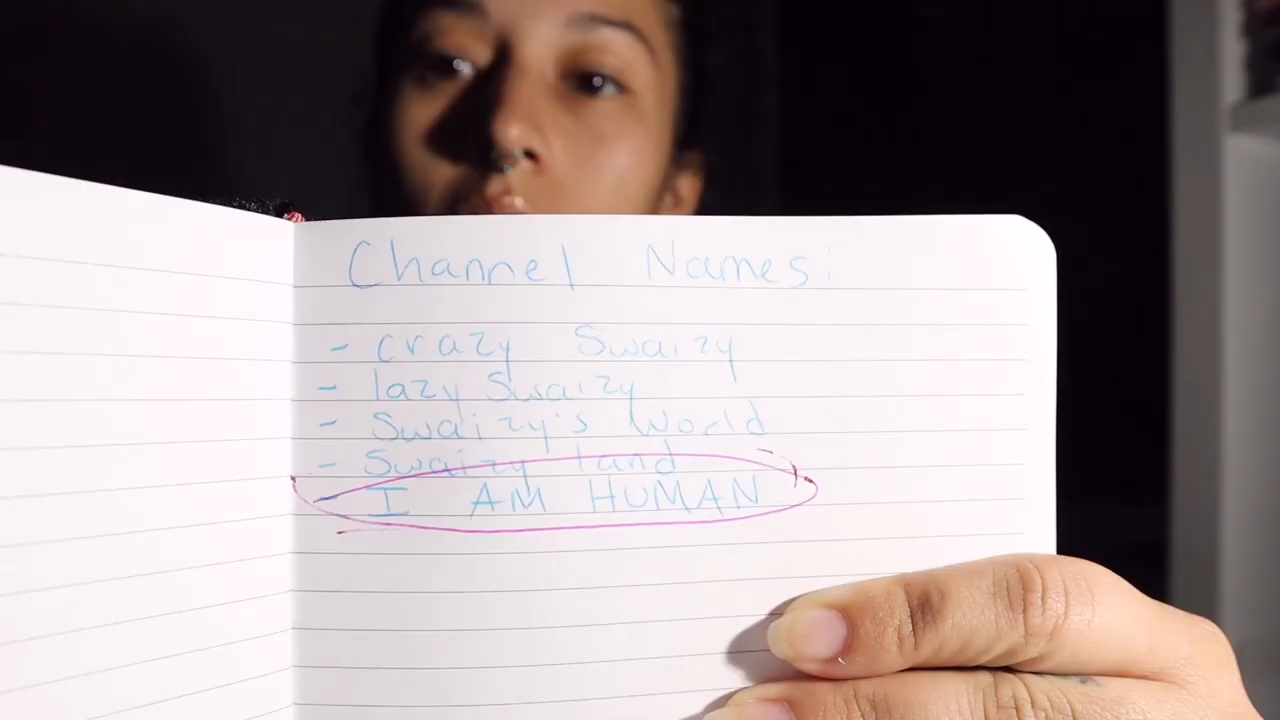 Channel Names:
- crazy Swaizy
- lazy Swaizy
- Swaizy's World
- Swaizy land
I AM HUMAN